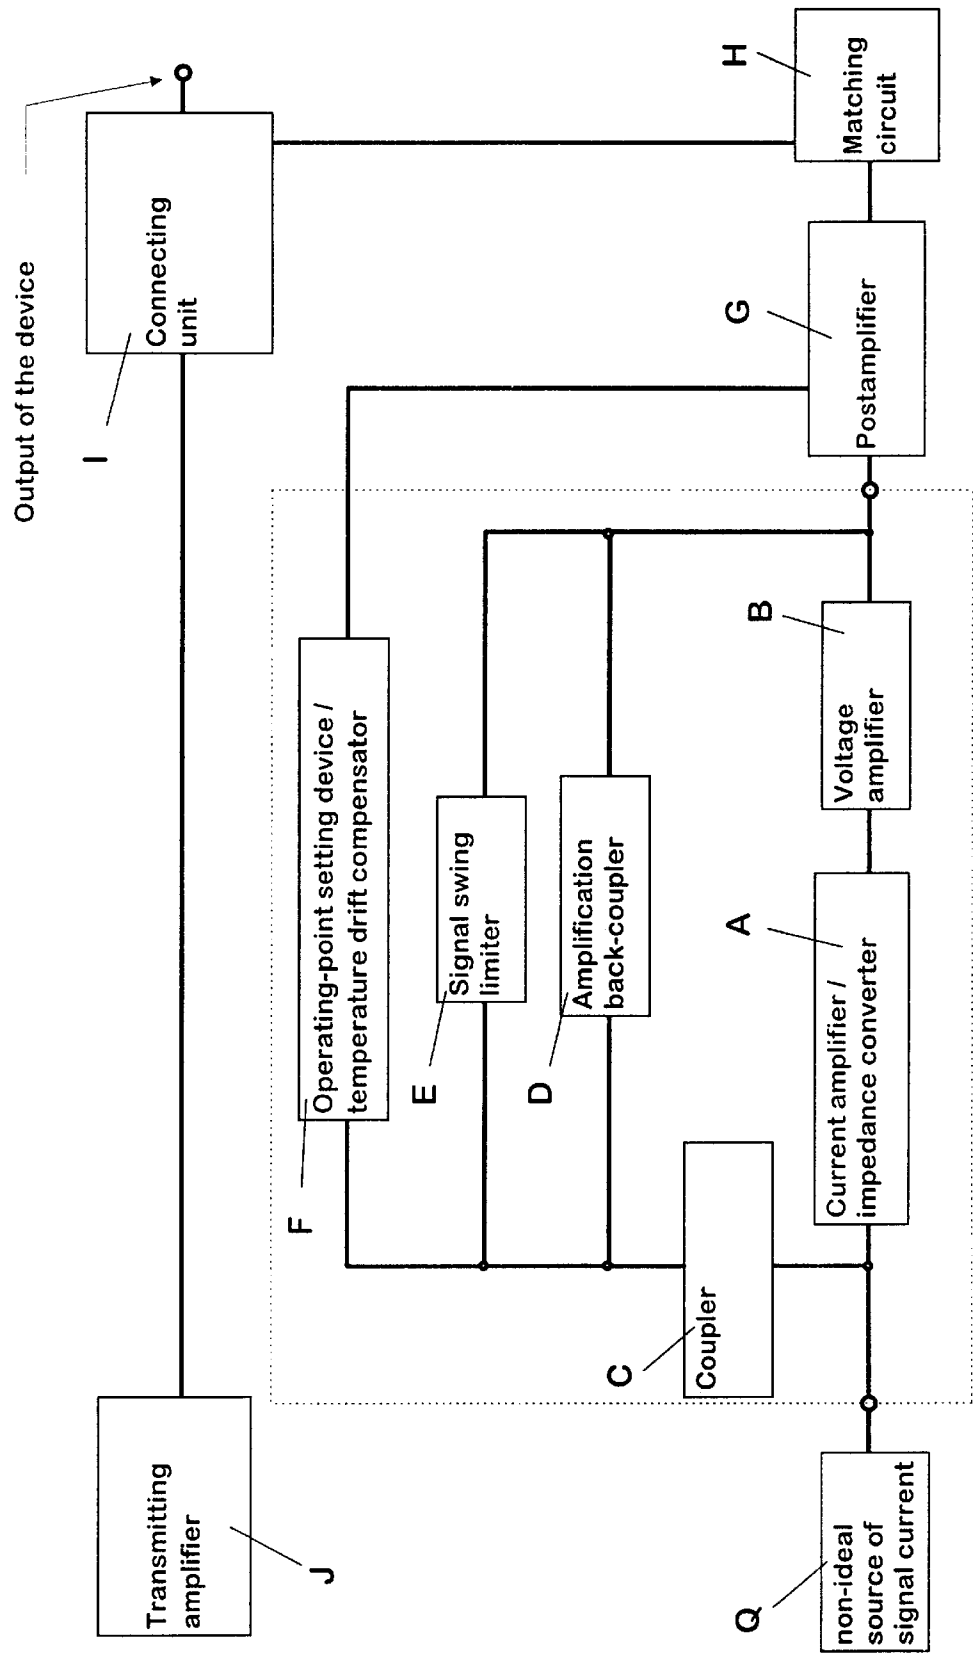 Output of the device
Transmitting
amplifier
J
Connecting
unit
I
F
Operating-point setting device /
temperature drift compensator
E
Signal swing
limiter
D
Amplification
back-coupler
C
Coupler
Q
non-ideal
source of
signal current
A
Current amplifier /
impedance converter
B
Voltage
amplifier
G
Postamplifier
H
Matching
circuit